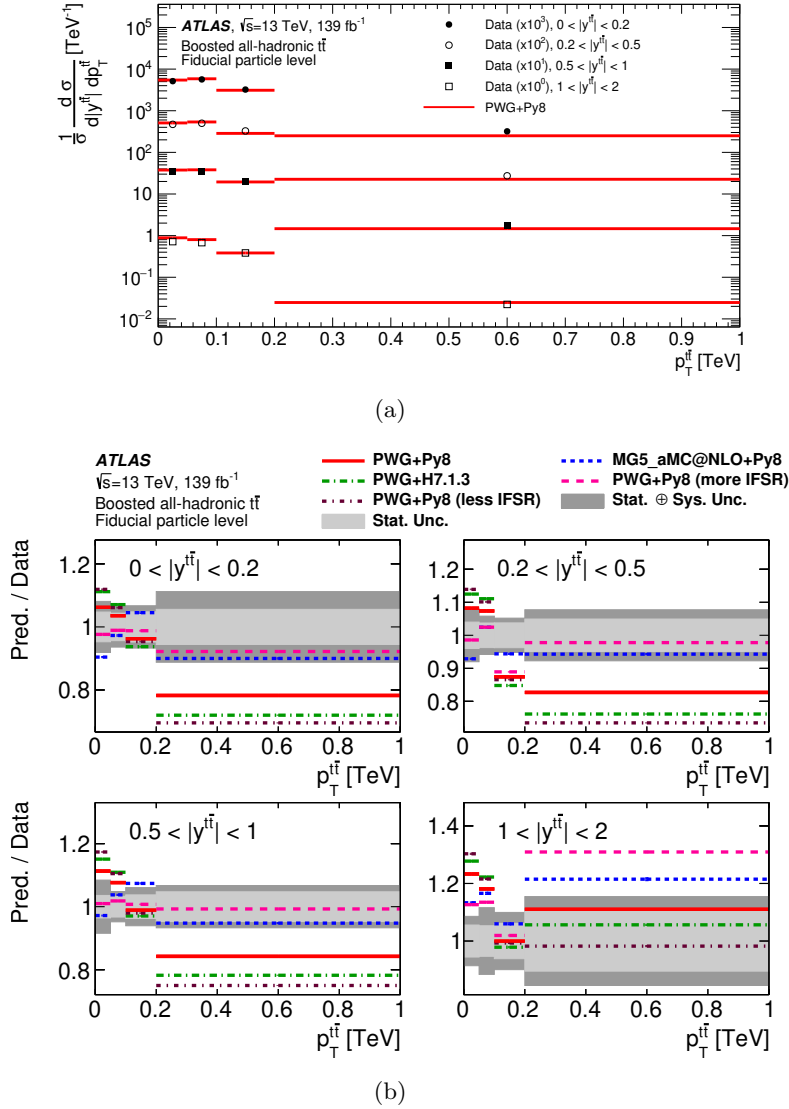 ATLAS, √s=13 TeV, 139 fb⁻¹
Boosted all-hadronic tt̄
Fiducial particle level
Data (x10³), 0 < |y^tt̄| < 0.2
Data (x10²), 0.2 < |y^tt̄| < 0.5
Data (x10¹), 0.5 < |y^tt̄| < 1
Data (x10⁰), 1 < |y^tt̄| < 2
PWG+Py8
1/σ d σ / d|y^tt̄| dp_T^tt̄ [TeV⁻¹]
10⁵
10⁴
10³
10²
10
1
10⁻¹
10⁻²
0 0.1 0.2 0.3 0.4 0.5 0.6 0.7 0.8 0.9 1
p_T^tt̄ [TeV]
(a)
ATLAS
√s=13 TeV, 139 fb⁻¹
Boosted all-hadronic tt̄
Fiducial particle level
PWG+Py8
PWG+H7.1.3
PWG+Py8 (less IFSR)
Stat. Unc.
MG5_aMC@NLO+Py8
PWG+Py8 (more IFSR)
Stat. ⊕ Sys. Unc.
Pred. / Data
0 < |y^tt̄| < 0.2
1.2
1
0.8
0 0.2 0.4 0.6 0.8 1
p_T^tt̄ [TeV]
0.2 < |y^tt̄| < 0.5
1.2
1.1
1
0.9
0.8
0 0.2 0.4 0.6 0.8 1
p_T^tt̄ [TeV]
Pred. / Data
0.5 < |y^tt̄| < 1
1.2
1
0.8
0 0.2 0.4 0.6 0.8 1
p_T^tt̄ [TeV]
1 < |y^tt̄| < 2
1.4
1.2
1
0 0.2 0.4 0.6 0.8 1
p_T^tt̄ [TeV]
(b)